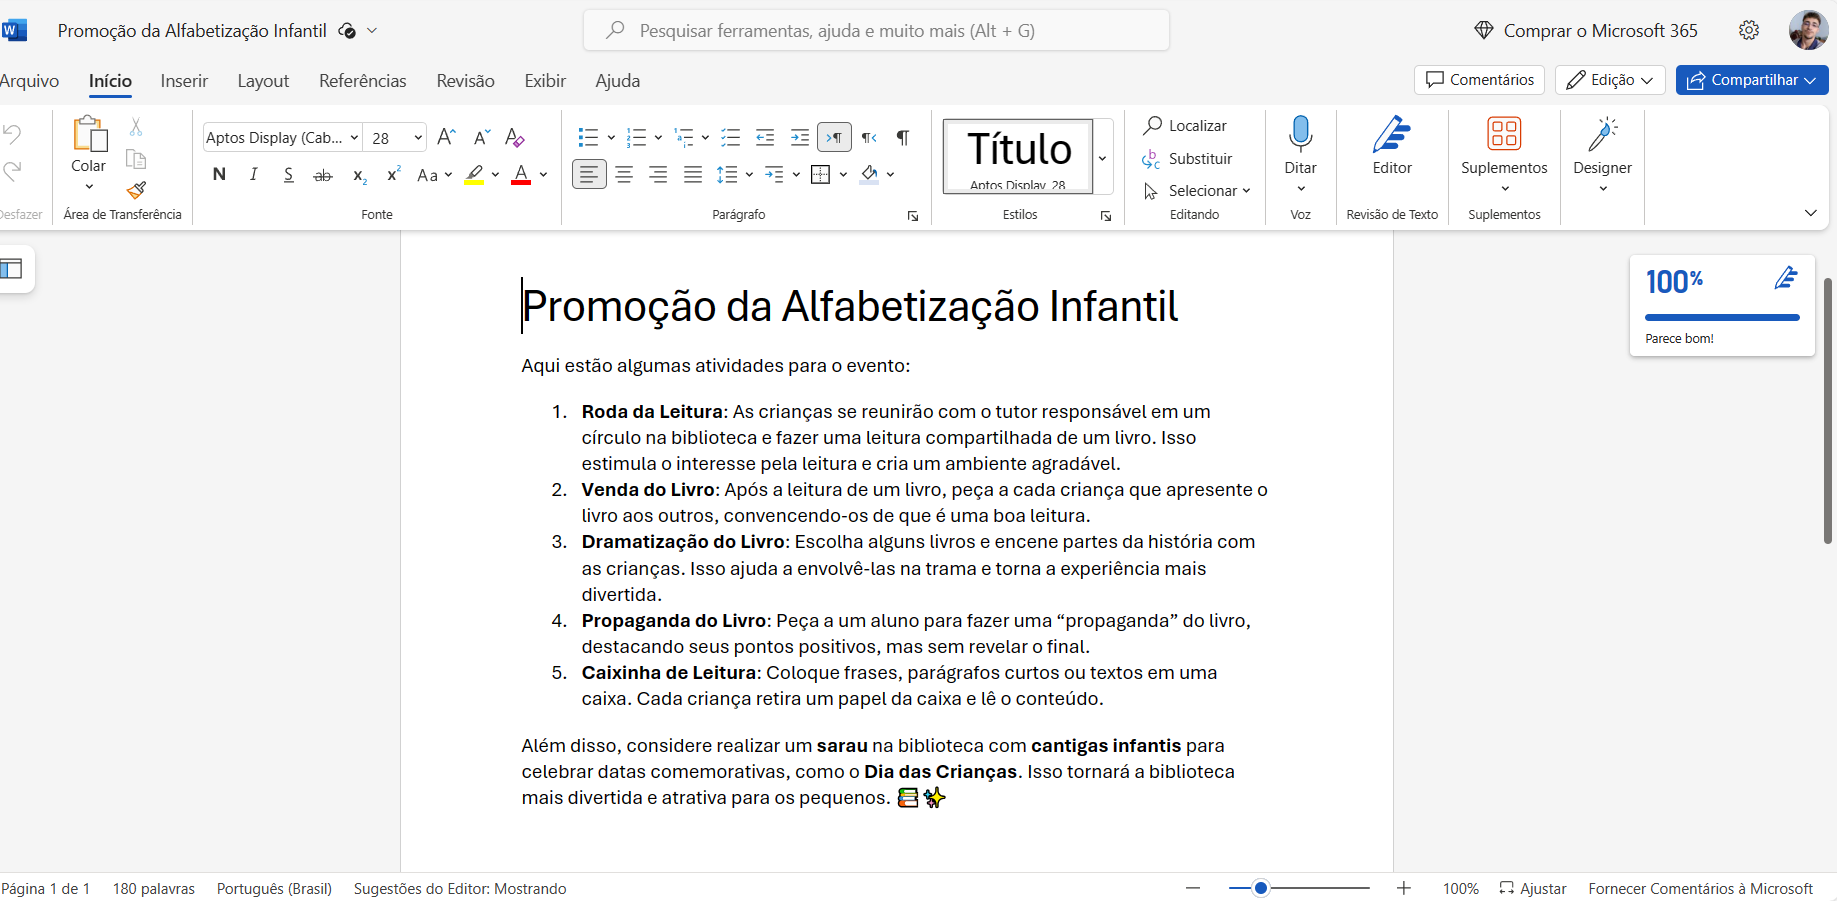 W Promoção da Alfabetização Infantil
Pesquisar ferramentas, ajuda e muito mais (Alt + G)
Comprar o Microsoft 365
Arquivo Início Inserir Layout Referências Revisão Exibir Ajuda
Comentários Edição Compartilhar
Colar
Desfazer
Área de Transferência
Aptos Display (Cab... 28
N I S ab x₂ x² Aa A
Fonte
Parágrafo
Título
Aptos Display, 28
Estilos
Localizar
Substituir
Selecionar
Editando
Ditar
Voz
Editor
Revisão de Texto
Suplementos
Suplementos
Designer
100%
Parece bom!
Promoção da Alfabetização Infantil
Aqui estão algumas atividades para o evento:
1. Roda da Leitura: As crianças se reunirão com o tutor responsável em um
círculo na biblioteca e fazer uma leitura compartilhada de um livro. Isso
estimula o interesse pela leitura e cria um ambiente agradável.
2. Venda do Livro: Após a leitura de um livro, peça a cada criança que apresente o
livro aos outros, convencendo-os de que é uma boa leitura.
3. Dramatização do Livro: Escolha alguns livros e encene partes da história com
as crianças. Isso ajuda a envolvê-las na trama e torna a experiência mais
divertida.
4. Propaganda do Livro: Peça a um aluno para fazer uma “propaganda” do livro,
destacando seus pontos positivos, mas sem revelar o final.
5. Caixinha de Leitura: Coloque frases, parágrafos curtos ou textos em uma
caixa. Cada criança retira um papel da caixa e lê o conteúdo.
Além disso, considere realizar um sarau na biblioteca com cantigas infantis para
celebrar datas comemorativas, como o Dia das Crianças. Isso tornará a biblioteca
mais divertida e atrativa para os pequenos. 📚✨
Página 1 de 1 180 palavras Português (Brasil) Sugestões do Editor: Mostrando
100% Ajustar Fornecer Comentários à Microsoft